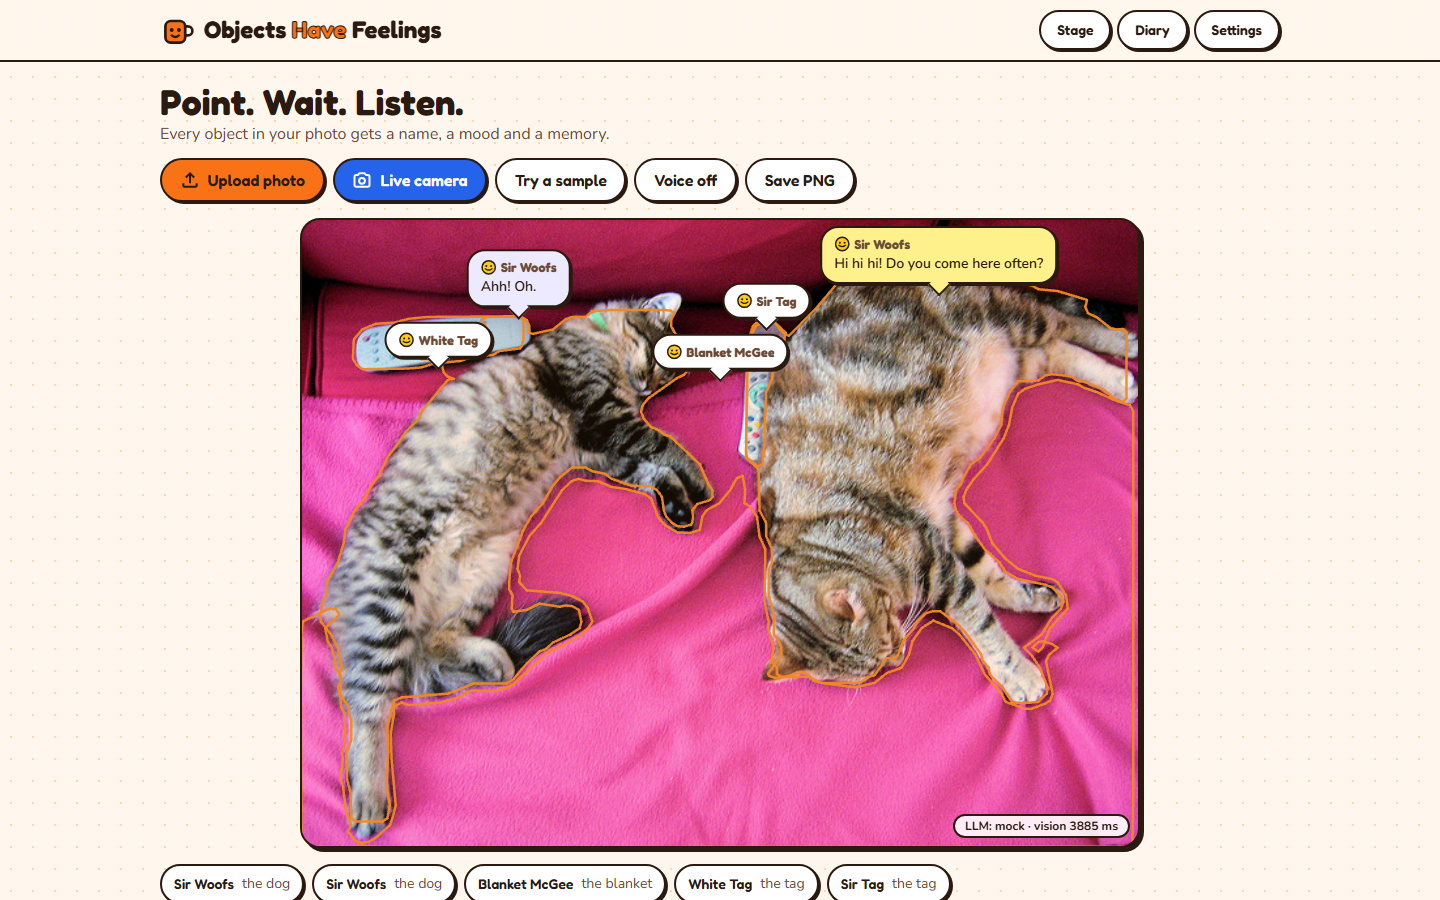 Objects Have Feelings
Stage
Diary
Settings
Point. Wait. Listen.
Every object in your photo gets a name, a mood and a memory.
Upload photo
Live camera
Try a sample
Voice off
Save PNG
Sir Woofs
Hi hi hi! Do you come here often?
Sir Woofs
Ahh! Oh.
Sir Tag
White Tag
Blanket McGee
LLM: mock · vision 3885 ms
Sir Woofs the dog
Sir Woofs the dog
Blanket McGee the blanket
White Tag the tag
Sir Tag the tag